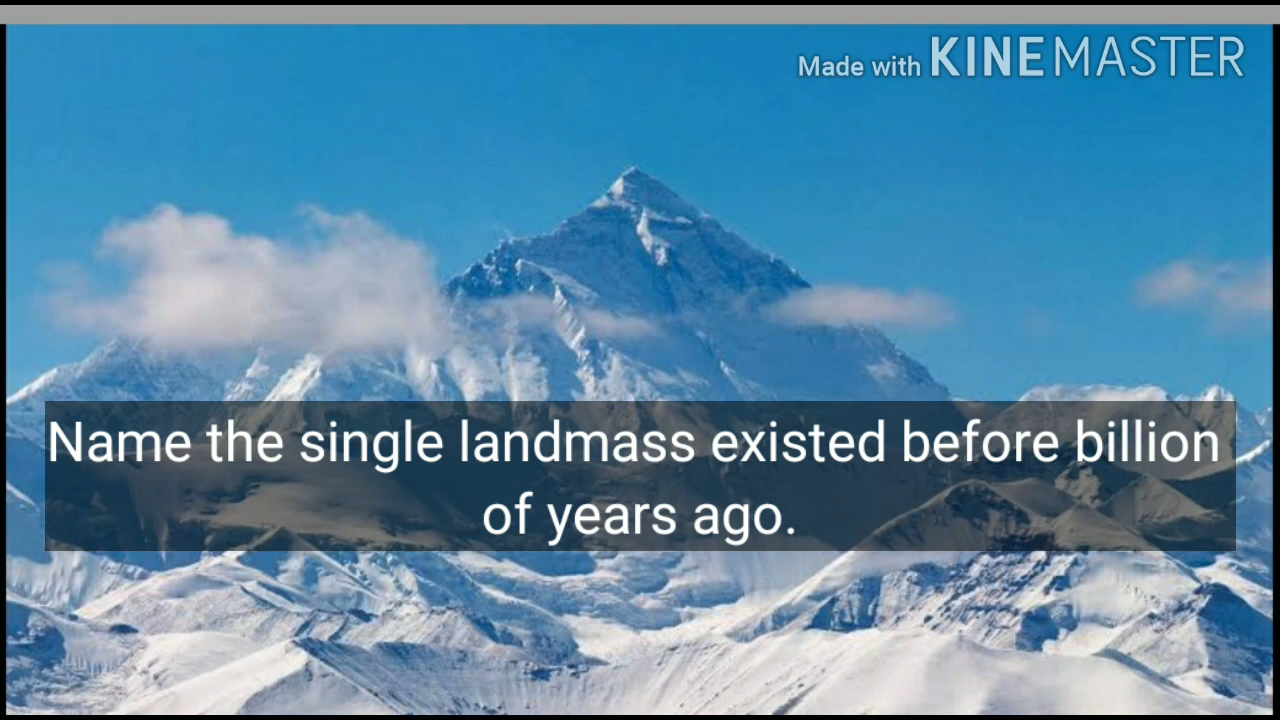 Made with KINEMASTER
Name the single landmass existed before billion
of years ago.